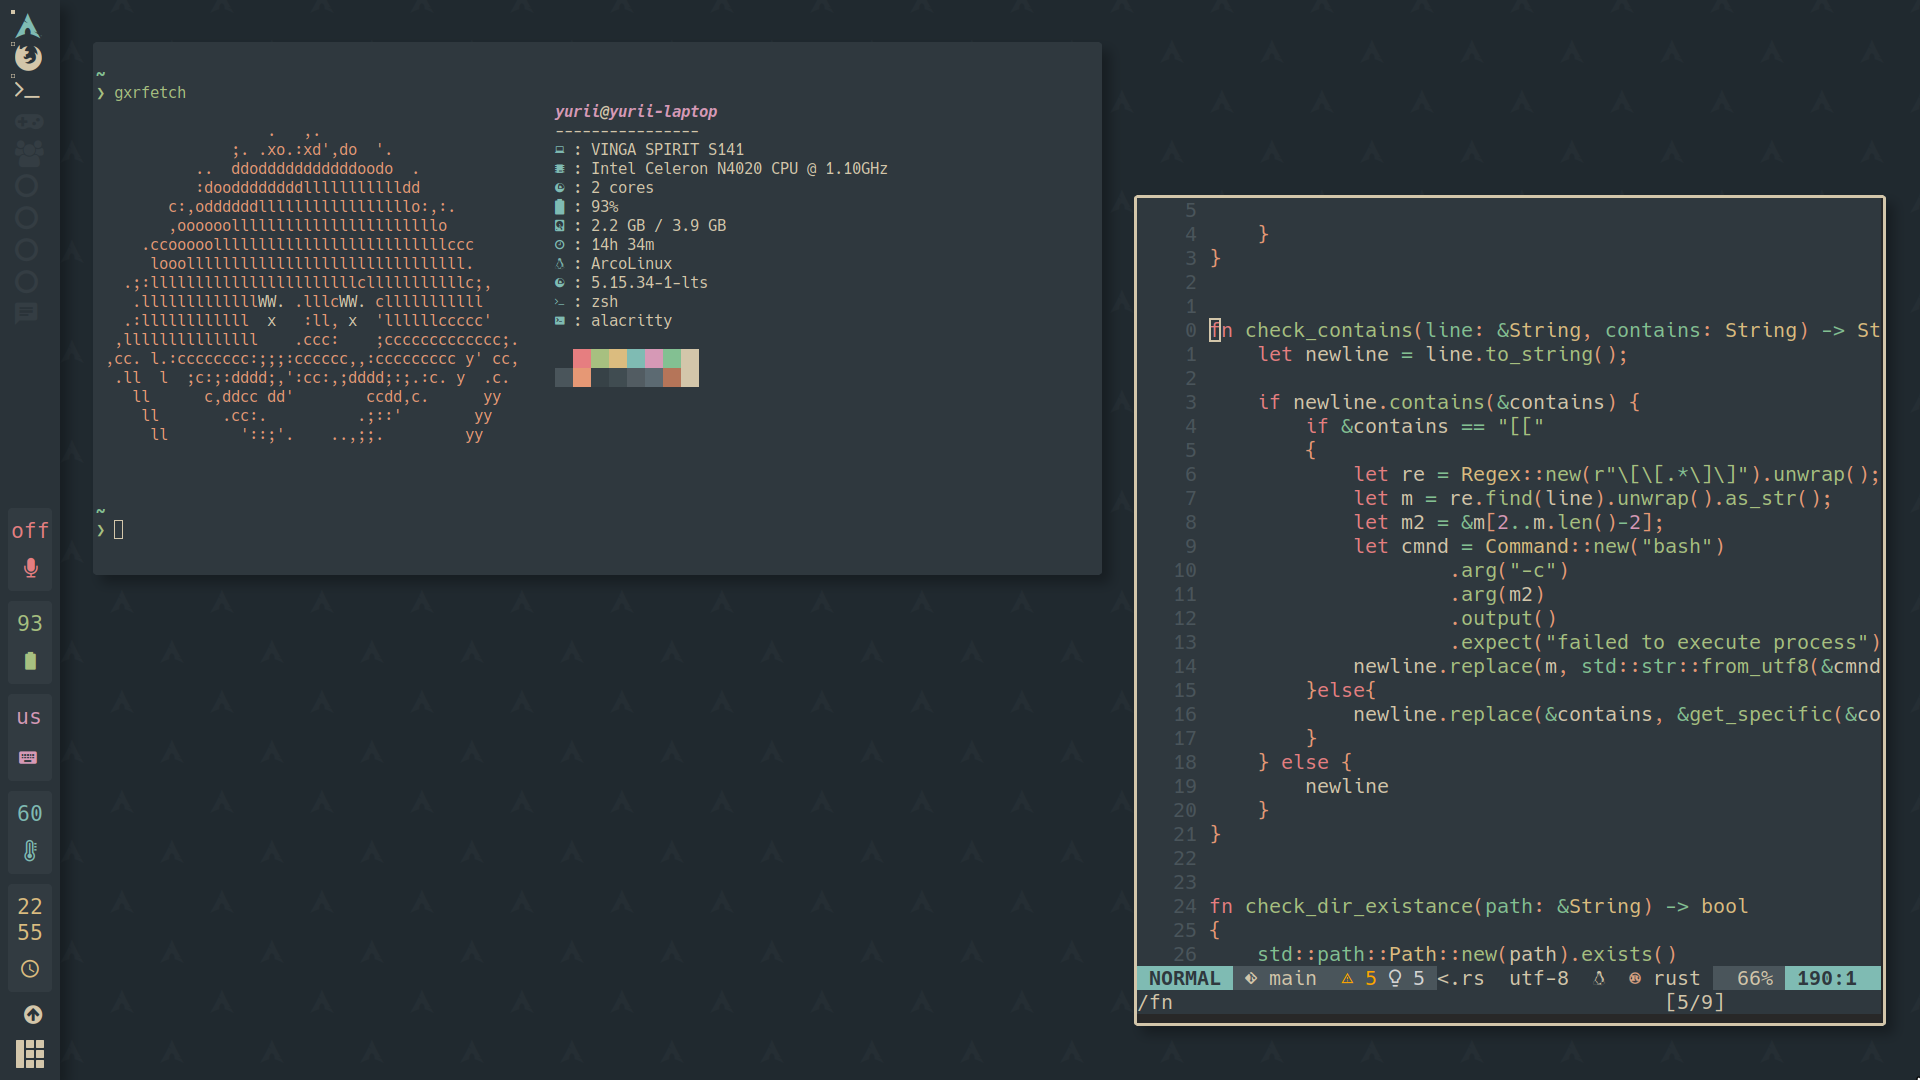 ~
❯ gxrfetch
yurii@yurii-laptop
----------------
: VINGA SPIRIT S141
: Intel Celeron N4020 CPU @ 1.10GHz
: 2 cores
: 93%
: 2.2 GB / 3.9 GB
: 14h 34m
: ArcoLinux
: 5.15.34-1-lts
: zsh
: alacritty
~
❯
off
93
us
60
22
55
5
4     }
3 }
2
1
0 fn check_contains(line: &String, contains: String) -> St
1     let newline = line.to_string();
2
3     if newline.contains(&contains) {
4         if &contains == "[["
5         {
6             let re = Regex::new(r"\[\[.*\]\]").unwrap();
7             let m = re.find(line).unwrap().as_str();
8             let m2 = &m[2..m.len()-2];
9             let cmnd = Command::new("bash")
10                     .arg("-c")
11                     .arg(m2)
12                     .output()
13                     .expect("failed to execute process")
14             newline.replace(m, std::str::from_utf8(&cmnd
15         }else{
16             newline.replace(&contains, &get_specific(&co
17         }
18     } else {
19         newline
20     }
21 }
22
23
24 fn check_dir_existance(path: &String) -> bool
25 {
26     std::path::Path::new(path).exists()
NORMAL main 5 5 <.rs utf-8 rust 66% 190:1
/fn [5/9]